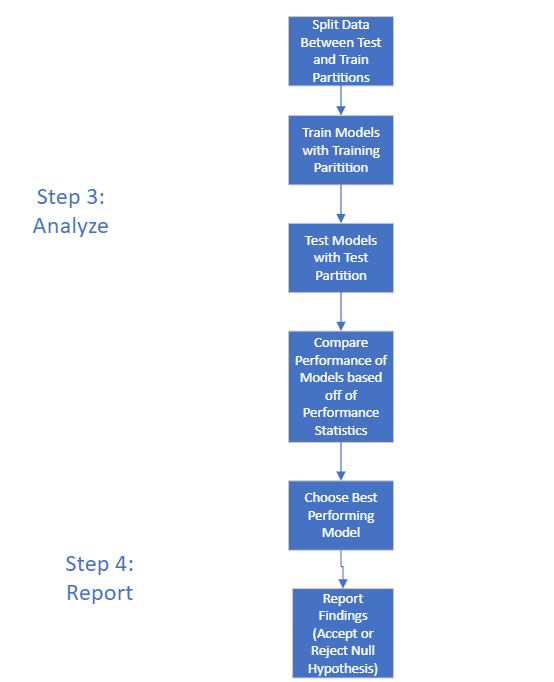 Split Data
Between Test
and Train
Partitions
Train Models
with Training
Paritition
Step 3:
Analyze
Test Models
with Test
Partition
Compare
Performance of
Models based
off of
Performance
Statistics
Choose Best
Performing
Model
Step 4:
Report
Report
Findings
(Accept or
Reject Null
Hypothesis)